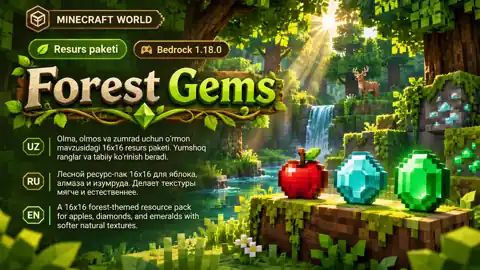 MINECRAFT WORLD
Resurs paketi
Bedrock 1.18.0
Forest Gems
UZ
Olma, olmos va zumrad uchun o'rmon
mavzusidagi 16x16 resurs paketi. Yumshoq
ranglar va tabiiy ko'rinish beradi.
RU
Лесной ресурс-пак 16x16 для яблока,
алмаза и изумруда. Делает текстуры
мягче и естественнее.
EN
A 16x16 forest-themed resource pack
for apples, diamonds, and emeralds with
softer natural textures.